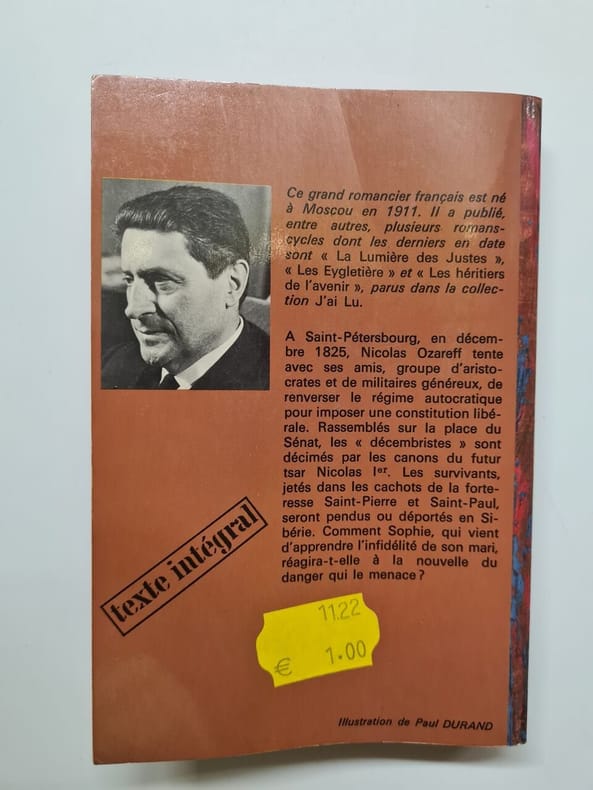 Ce grand romancier français est né
à Moscou en 1911. Il a publié,
entre autres, plusieurs romans-
cycles dont les derniers en date
sont « La Lumière des Justes »,
« Les Eygletière » et « Les héritiers
de l'avenir », parus dans la collec-
tion J'ai Lu.
A Saint-Pétersbourg, en décem-
bre 1825, Nicolas Ozareff tente
avec ses amis, groupe d'aristo-
crates et de militaires généreux, de
renverser le régime autocratique
pour imposer une constitution libé-
rale. Rassemblés sur la place du
Sénat, les « décembristes » sont
décimés par les canons du futur
tsar Nicolas Ier. Les survivants,
jetés dans les cachots de la forte-
resse Saint-Pierre et Saint-Paul,
seront pendus ou déportés en Si-
bérie. Comment Sophie, qui vient
d'apprendre l'infidélité de son mari,
réagira-t-elle à la nouvelle du
danger qui le menace ?
texte intégral
11.22
€ 1.00
Illustration de Paul DURAND